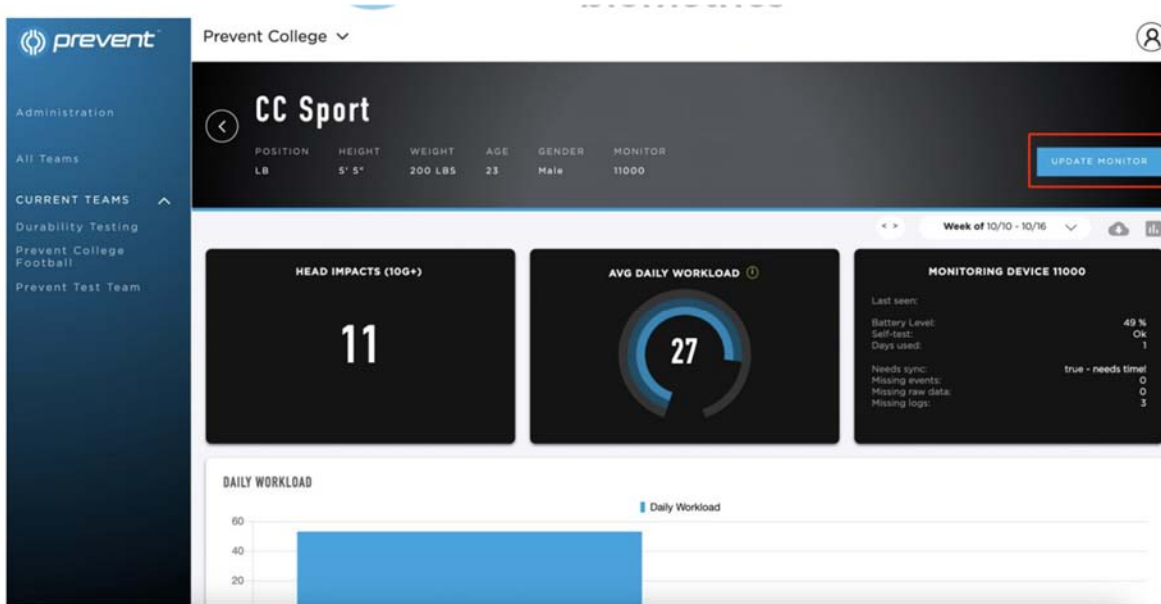 prevent
Prevent College
Administration
All Teams
CURRENT TEAMS
Durability Testing
Prevent College
Football
Prevent Test Team
CC Sport
POSITION HEIGHT WEIGHT AGE GENDER MONITOR
LB 5' 5" 200 LBS 23 Male 11000
UPDATE MONITOR
< > Week of 10/10 - 10/16
HEAD IMPACTS (10G+)
11
AVG DAILY WORKLOAD
27
MONITORING DEVICE 11000
Last seen:
Battery Level: 49 %
Self-test: Ok
Days used: 1
Needs sync: true - needs time!
Missing events: 0
Missing raw data: 0
Missing logs: 3
DAILY WORKLOAD
Daily Workload
60
40
20